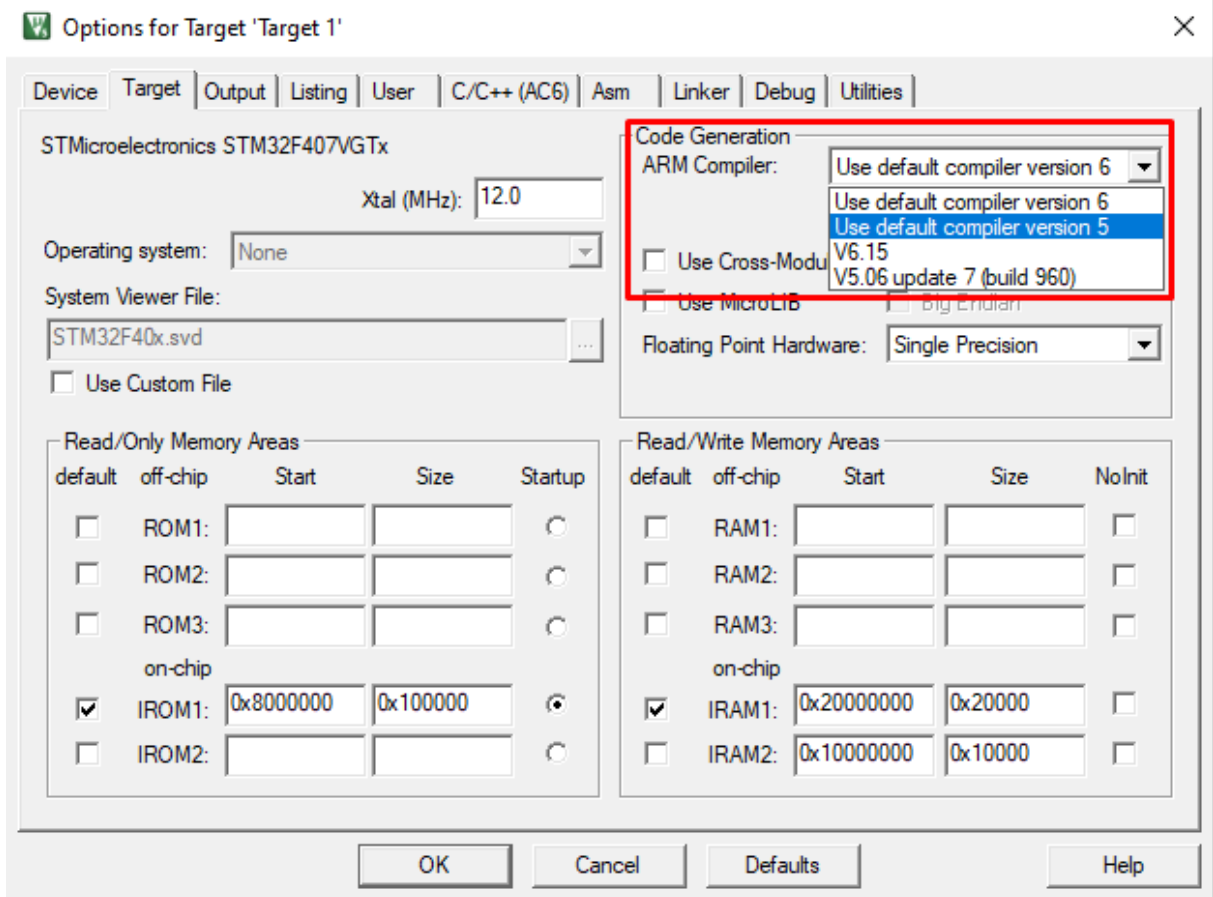 Options for Target 'Target 1'
Device Target Output Listing User C/C++ (AC6) Asm Linker Debug Utilities
STMicroelectronics STM32F407VGTx
Xtal (MHz): 12.0
Operating system: None
System Viewer File:
STM32F40x.svd ...
Use Custom File
Code Generation
ARM Compiler: Use default compiler version 6
Use default compiler version 6
Use default compiler version 5
V6.15
V5.06 update 7 (build 960)
Use Cross-Modu
Use MicroLIB Big Endian
Floating Point Hardware: Single Precision
Read/Only Memory Areas
default off-chip Start Size Startup
ROM1:
ROM2:
ROM3:
on-chip
IROM1: 0x8000000 0x100000
IROM2:
Read/Write Memory Areas
default off-chip Start Size NoInit
RAM1:
RAM2:
RAM3:
on-chip
IRAM1: 0x20000000 0x20000
IRAM2: 0x10000000 0x10000
OK Cancel Defaults Help